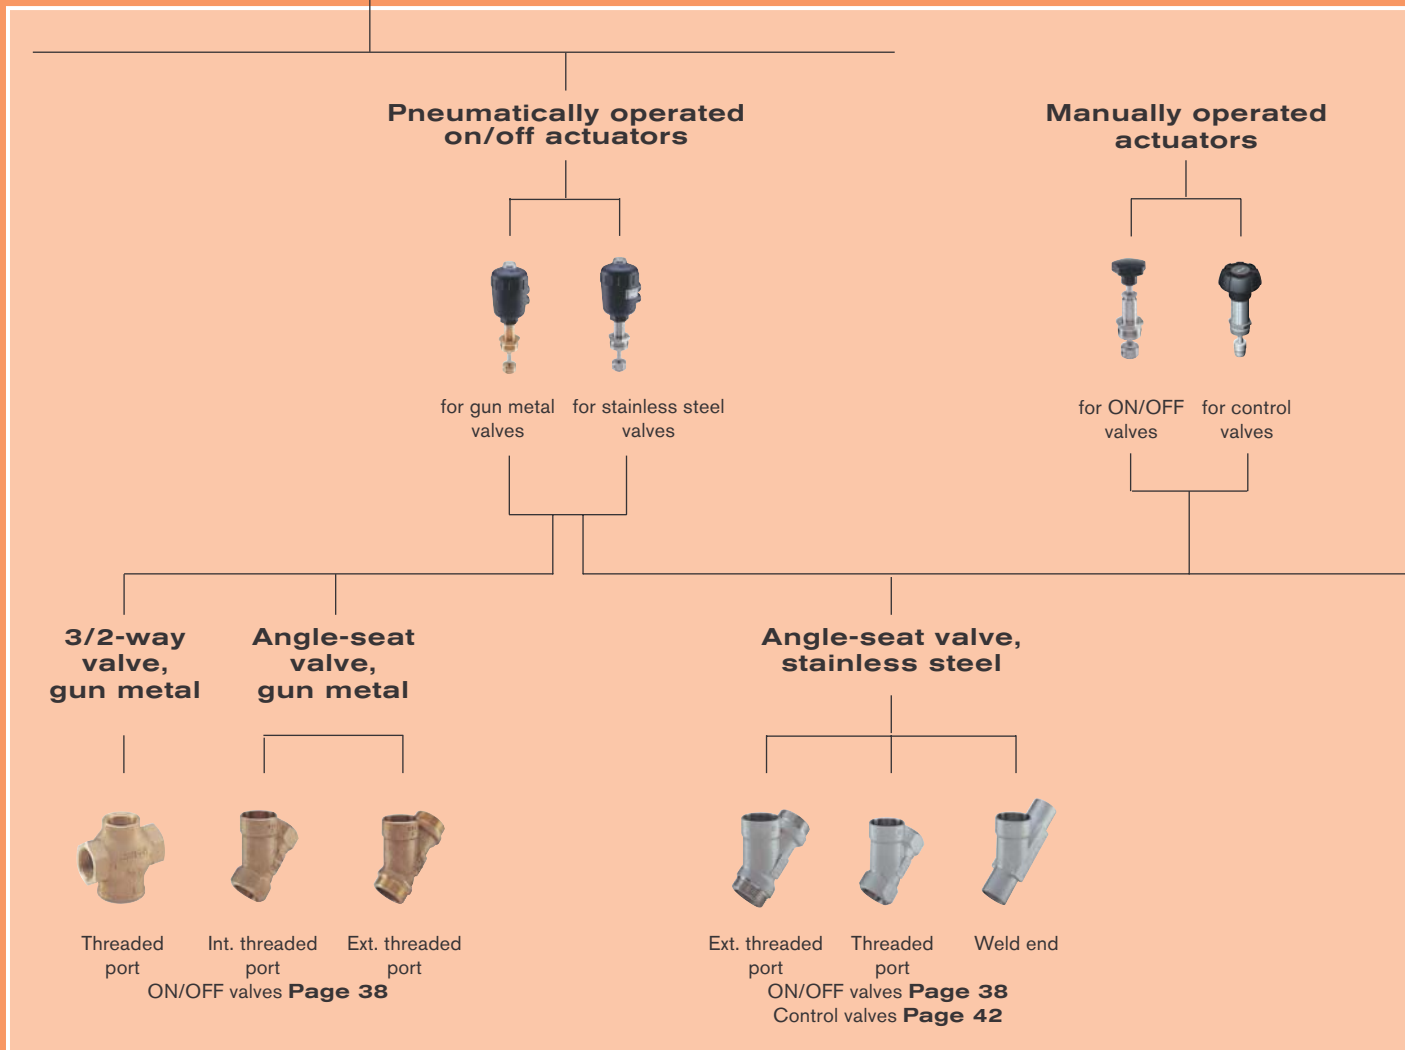 Pneumatically operated
on/off actuators
Manually operated
actuators
for gun metal
valves
for stainless steel
valves
for ON/OFF
valves
for control
valves
3/2-way
valve,
gun metal
Angle-seat
valve,
gun metal
Angle-seat valve,
stainless steel
Threaded
port
Int. threaded
port
Ext. threaded
port
ON/OFF valves Page 38
Ext. threaded
port
Threaded
port
Weld end
ON/OFF valves Page 38
Control valves Page 42